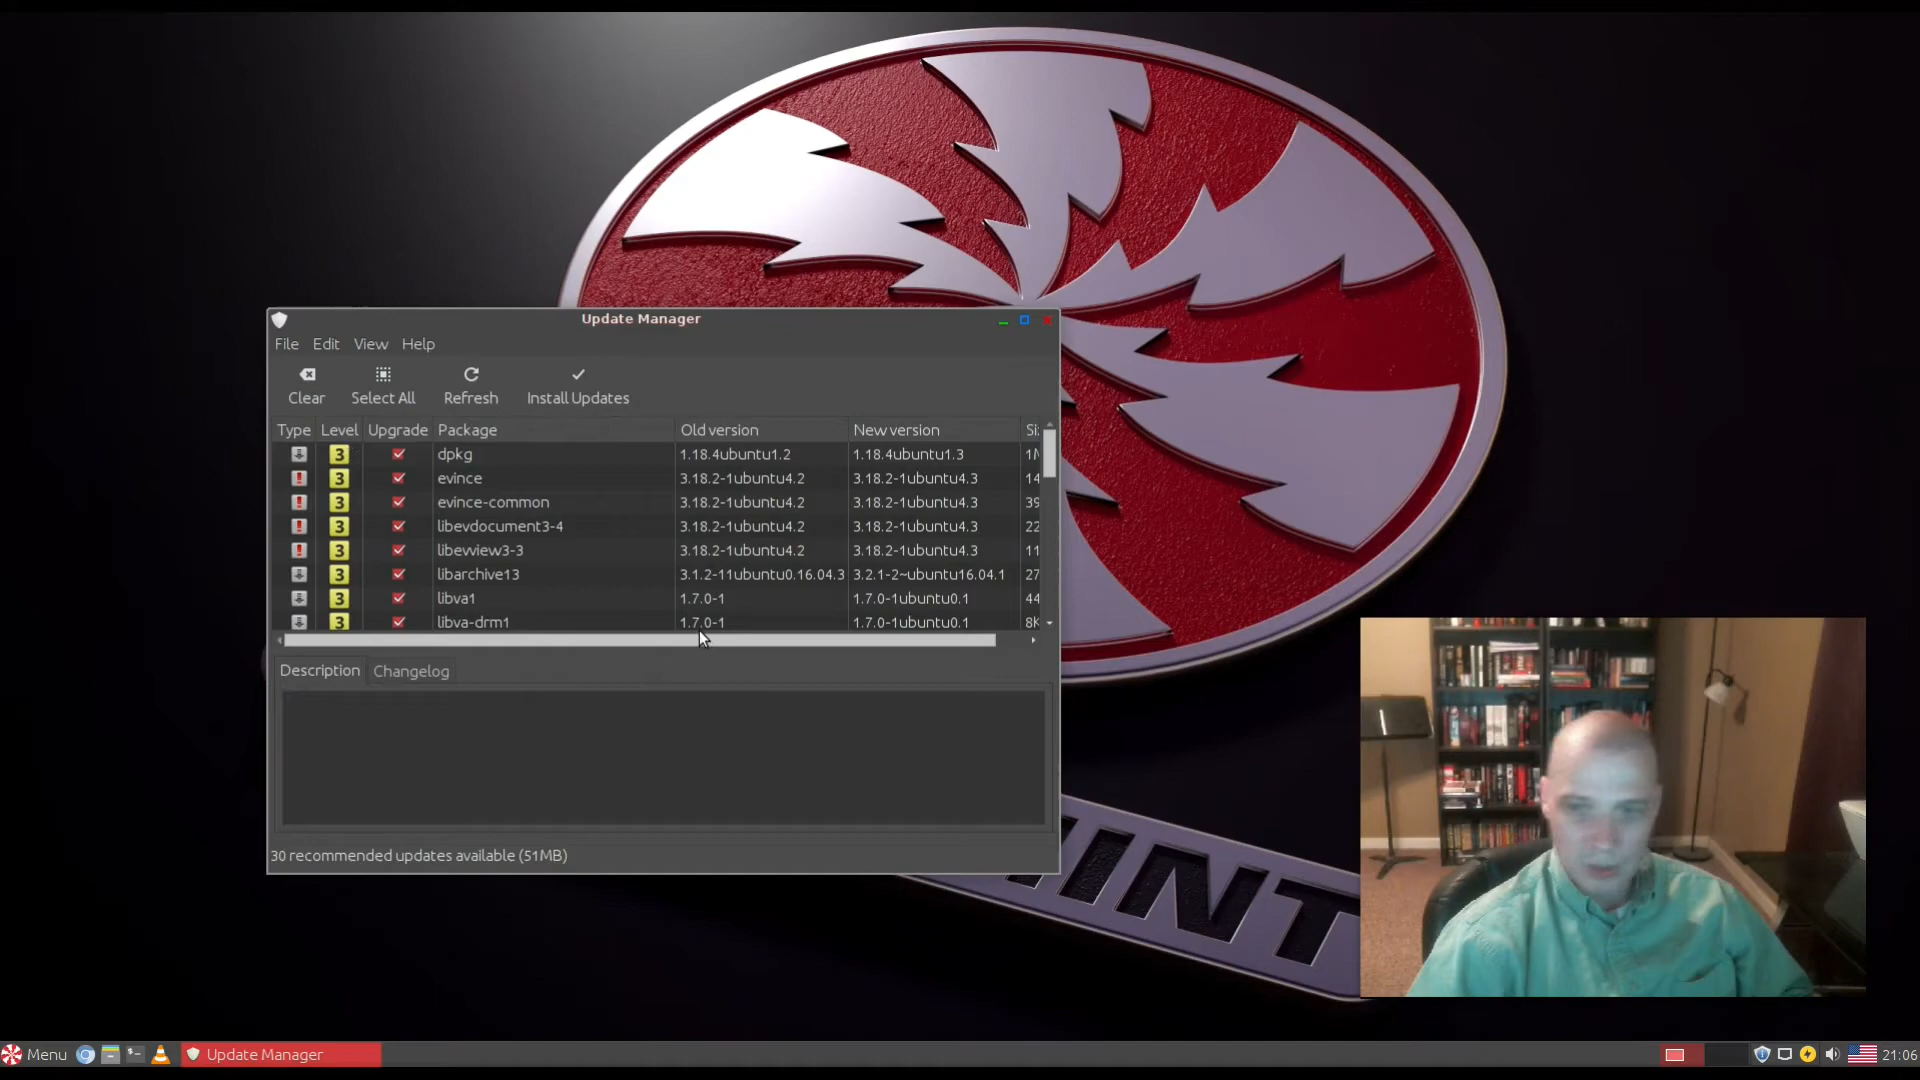 Update Manager
File Edit View Help
Clear Select All Refresh Install Updates
Type Level Upgrade Package Old version New version
3 dpkg 1.18.4ubuntu1.2 1.18.4ubuntu1.3
3 evince 3.18.2-1ubuntu4.2 3.18.2-1ubuntu4.3
3 evince-common 3.18.2-1ubuntu4.2 3.18.2-1ubuntu4.3
3 libevdocument3-4 3.18.2-1ubuntu4.2 3.18.2-1ubuntu4.3
3 libevview3-3 3.18.2-1ubuntu4.2 3.18.2-1ubuntu4.3
3 libarchive13 3.1.2-11ubuntu0.16.04.3 3.2.1-2~ubuntu16.04.1
3 libva1 1.7.0-1 1.7.0-1ubuntu0.1
3 libva-drm1 1.7.0-1 1.7.0-1ubuntu0.1 8K
Description Changelog
30 recommended updates available (51MB)
INT
Menu Update Manager 21:06